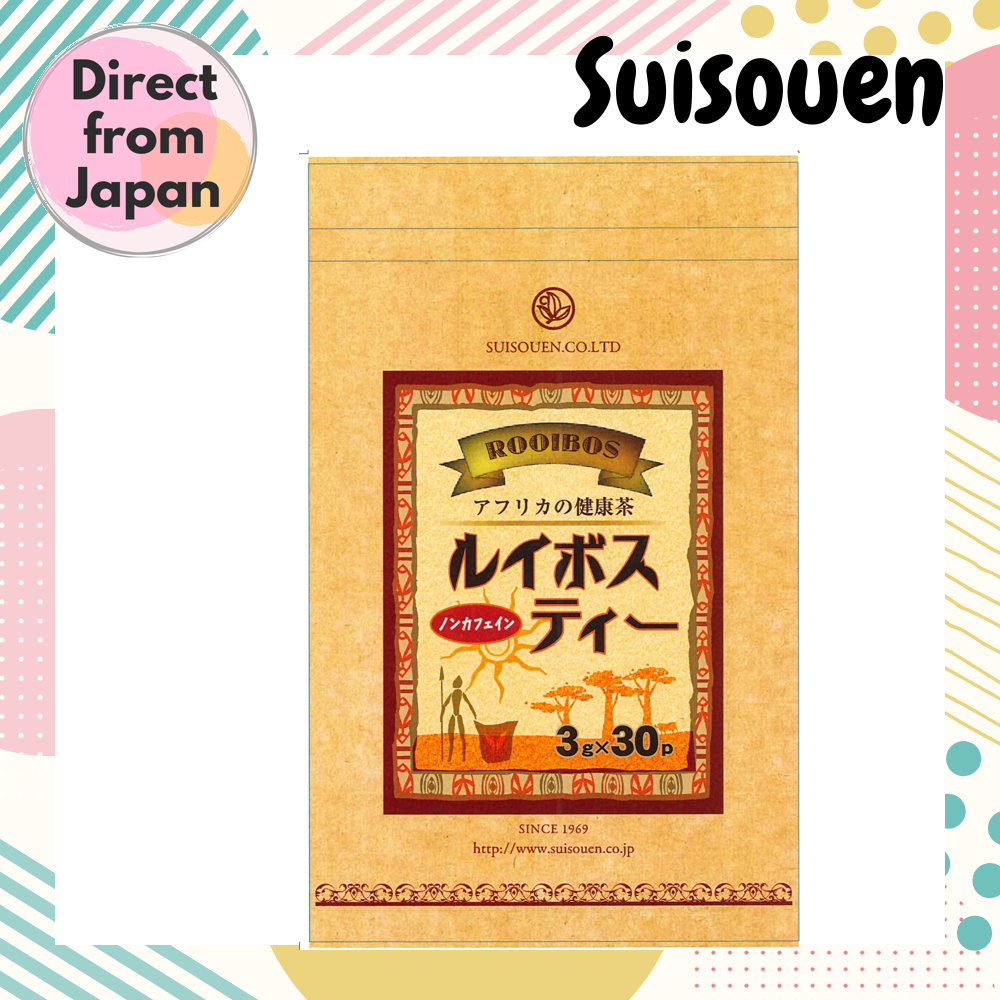 Direct
from
Japan
Suisouen
SUISOUEN.CO.LTD
ROOIBOS
アフリカの健康茶
ルイボス
ノンカフェイン
ティー
3g×30p
SINCE 1969
http://www.suisouen.co.jp